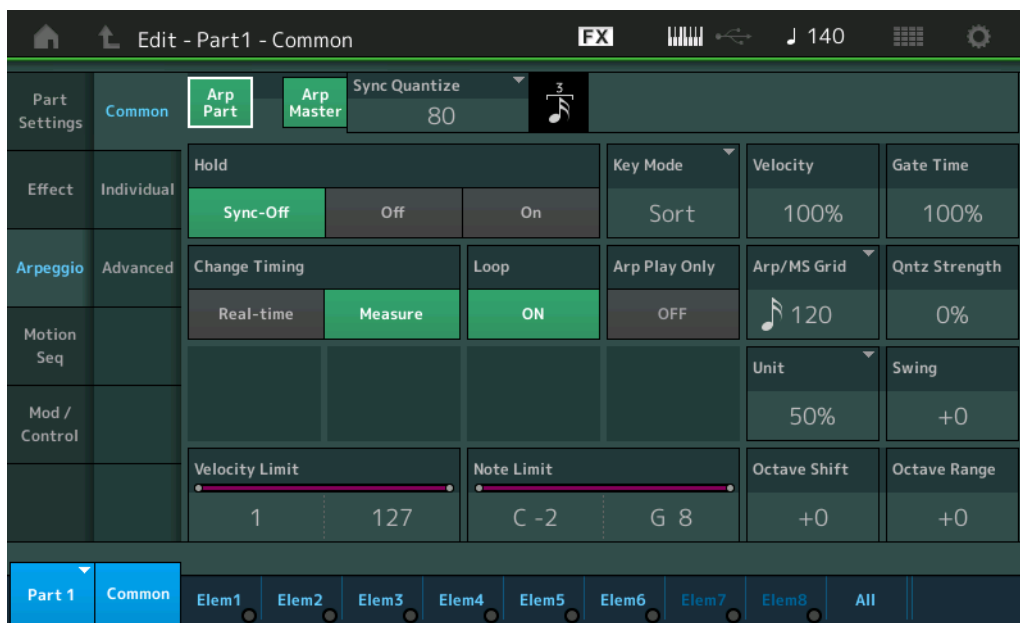 Edit - Part1 - Common
FX
140
Part
Settings
Common
Arp
Part
Arp
Master
Sync Quantize
80
3
Effect
Individual
Hold
Sync-Off
Off
On
Key Mode
Sort
Velocity
100%
Gate Time
100%
Arpeggio
Advanced
Change Timing
Real-time
Measure
Loop
ON
Arp Play Only
OFF
Arp/MS Grid
120
Qntz Strength
0%
Motion
Seq
Unit
50%
Swing
+0
Mod /
Control
Velocity Limit
1
127
Note Limit
C -2
G 8
Octave Shift
+0
Octave Range
+0
Part 1
Common
Elem1
Elem2
Elem3
Elem4
Elem5
Elem6
Elem7
Elem8
All